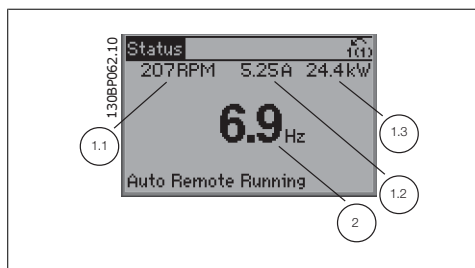 130BP062.10
Status 1(1)
207RPM 5.25A 24.4kW
6.9Hz
Auto Remote Running
1.1
1.3
1.2
2